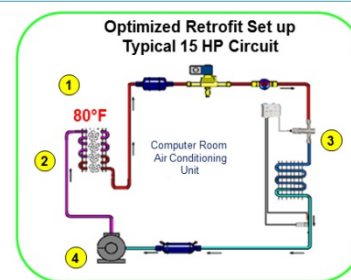 Optimized Retrofit Set up
Typical 15 HP Circuit
1
80°F
2
3
Computer Room
Air Conditioning
Unit
4